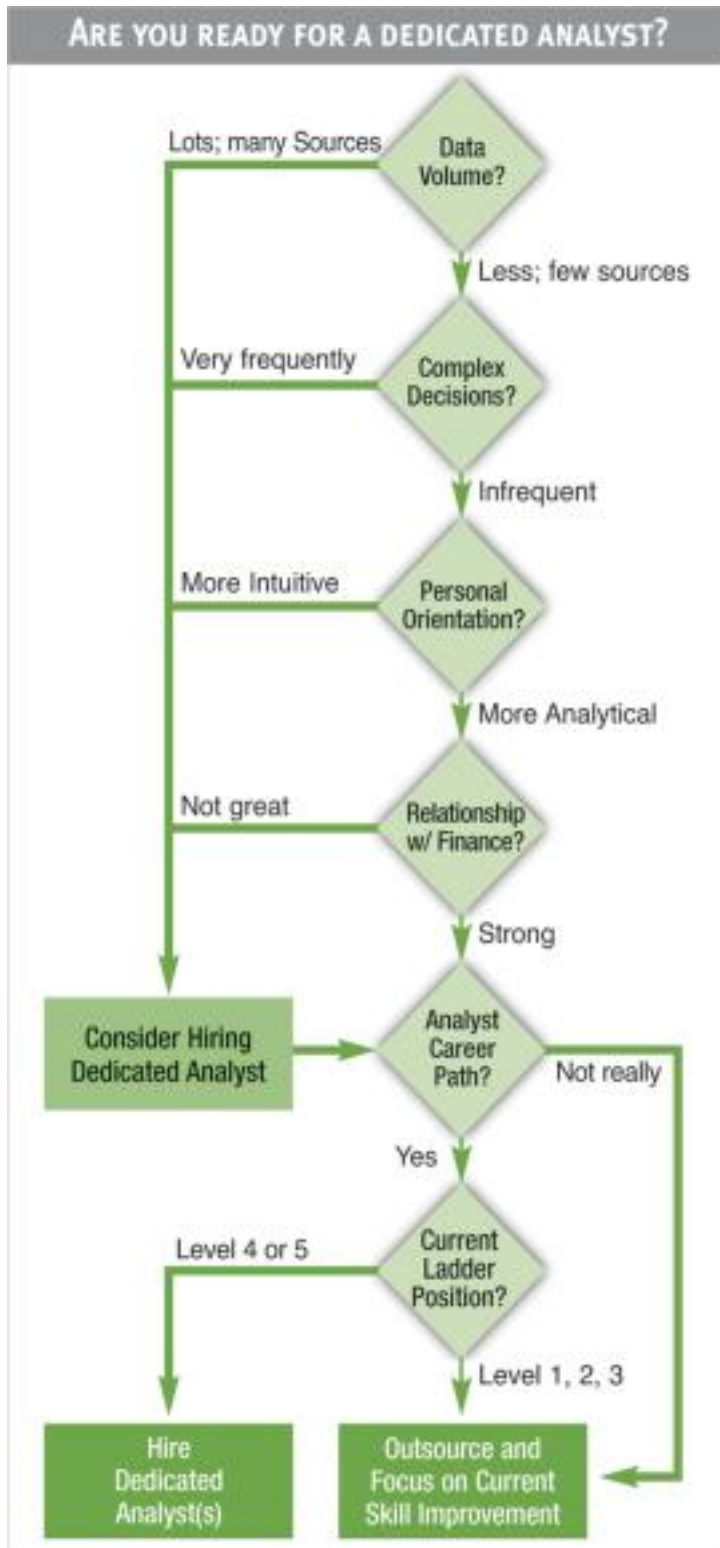 ARE YOU READY FOR A DEDICATED ANALYST?
Lots; many Sources
Data
Volume?
Less; few sources
Very frequently
Complex
Decisions?
Infrequent
More Intuitive
Personal
Orientation?
More Analytical
Not great
Relationship
w/ Finance?
Strong
Consider Hiring
Dedicated Analyst
Analyst
Career
Path?
Not really
Yes
Level 4 or 5
Current
Ladder
Position?
Level 1, 2, 3
Hire
Dedicated
Analyst(s)
Outsource and
Focus on Current
Skill Improvement